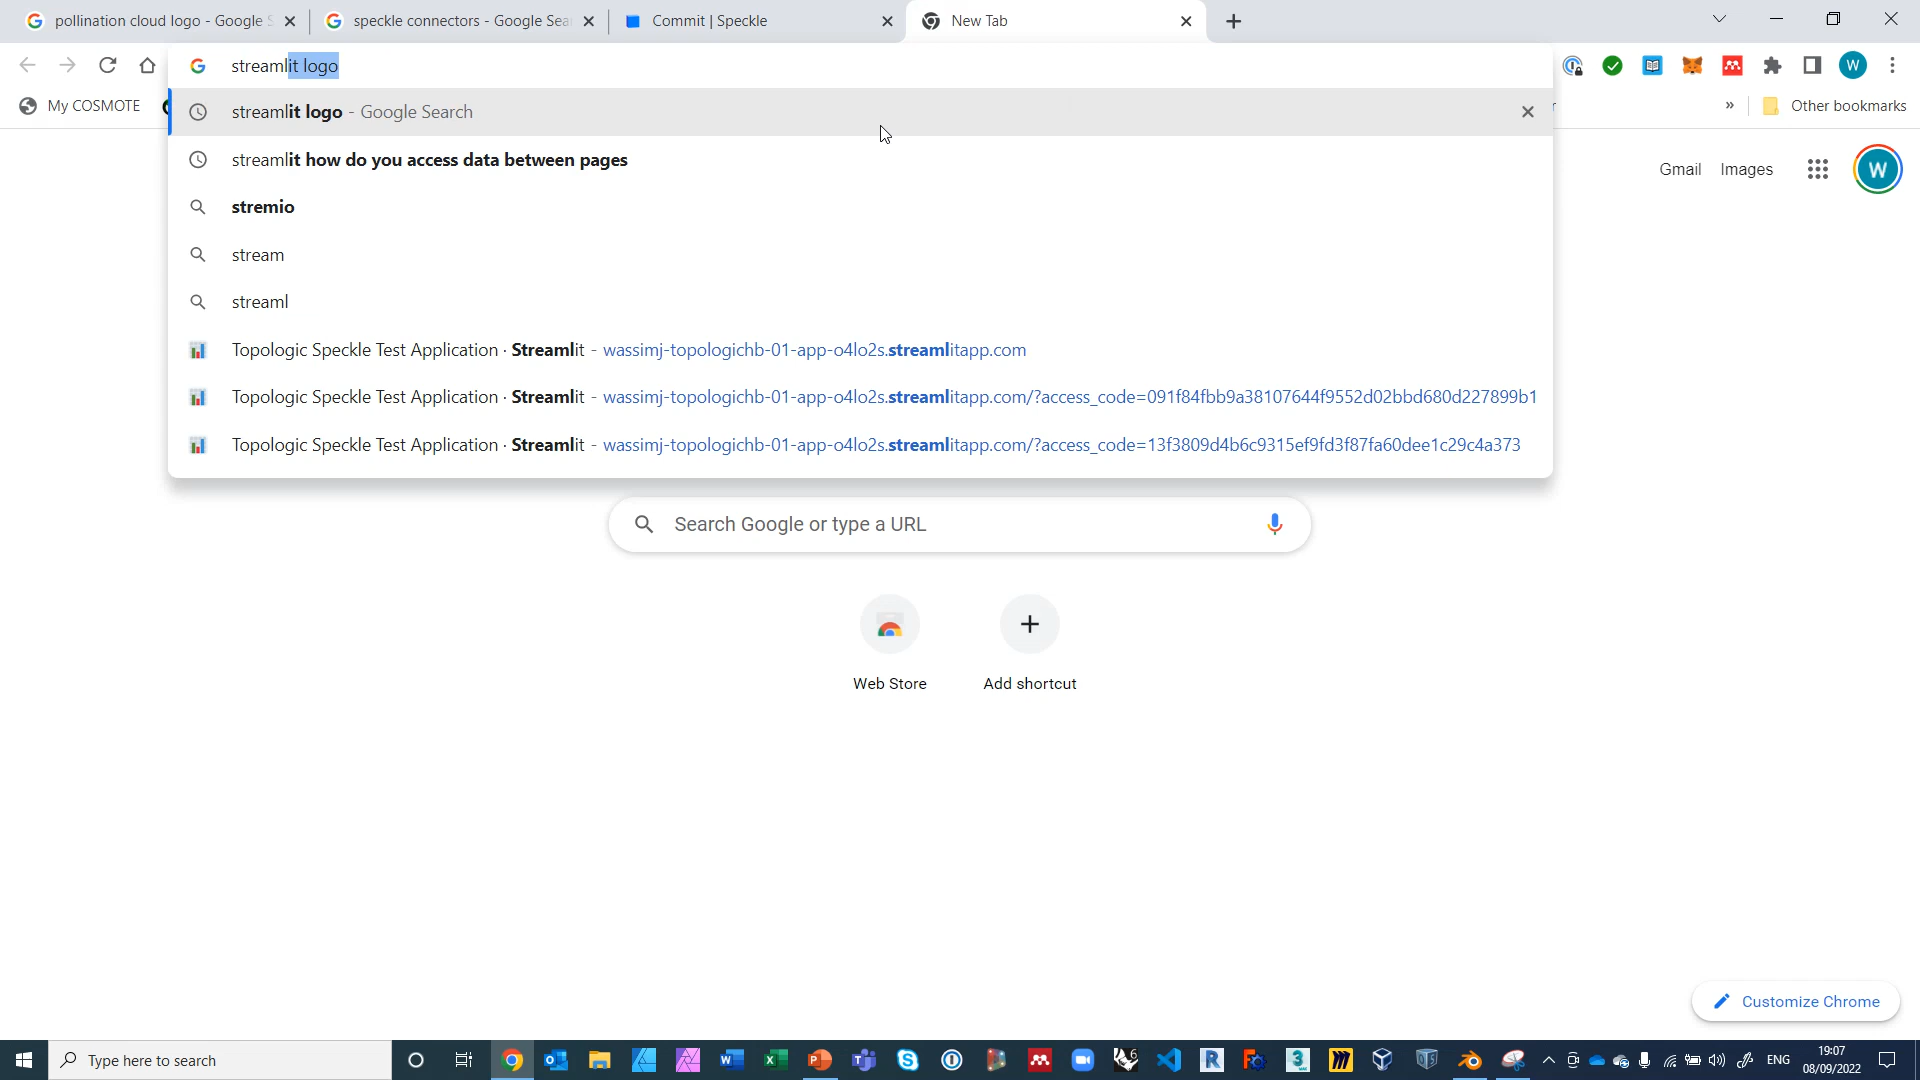 pollination cloud logo - Google S
speckle connectors - Google Sea
Commit | Speckle
New Tab
streamlit logo
W
My COSMOTE
Other bookmarks
streamlit logo - Google Search
streamlit how do you access data between pages
stremio
stream
streaml
Topologic Speckle Test Application · Streamlit - wassimj-topologichb-01-app-o4lo2s.streamlitapp.com
Topologic Speckle Test Application · Streamlit - wassimj-topologichb-01-app-o4lo2s.streamlitapp.com/?access_code=091f84fbb9a38107644f9552d02bbd680d227899b1
Topologic Speckle Test Application · Streamlit - wassimj-topologichb-01-app-o4lo2s.streamlitapp.com/?access_code=13f3809d4b6c9315ef9fd3f87fa60dee1c29c4a373
Gmail
Images
W
Search Google or type a URL
Web Store
Add shortcut
Customize Chrome
Type here to search
ENG
19:07
08/09/2022